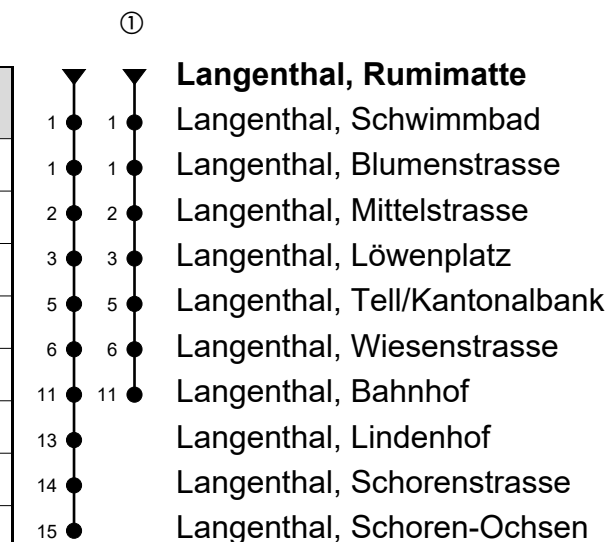 ①
Langenthal, Rumimatte
1 1 Langenthal, Schwimmbad
1 1 Langenthal, Blumenstrasse
2 2 Langenthal, Mittelstrasse
3 3 Langenthal, Löwenplatz
5 5 Langenthal, Tell/Kantonalbank
6 6 Langenthal, Wiesenstrasse
11 11 Langenthal, Bahnhof
13 Langenthal, Lindenhof
14 Langenthal, Schorenstrasse
15 Langenthal, Schoren-Ochsen